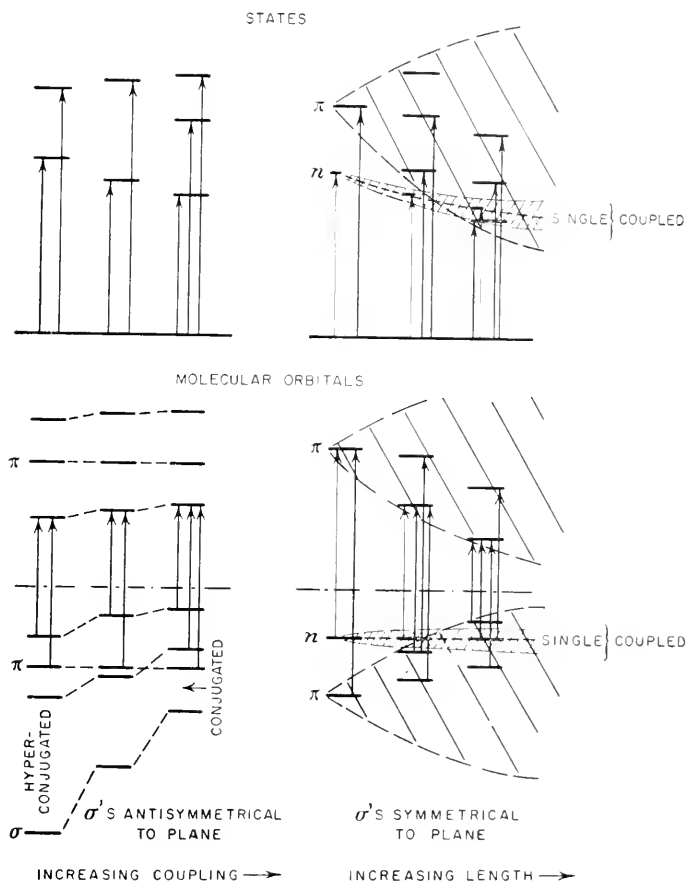 STATES
π
n
SINGLE } COUPLED
MOLECULAR ORBITALS
π
π
n
SINGLE } COUPLED
π
π
HYPER-
CONJUGATED
CONJUGATED
σ
σ'S ANTISYMMETRICAL
TO PLANE
σ'S SYMMETRICAL
TO PLANE
INCREASING COUPLING →
INCREASING LENGTH →